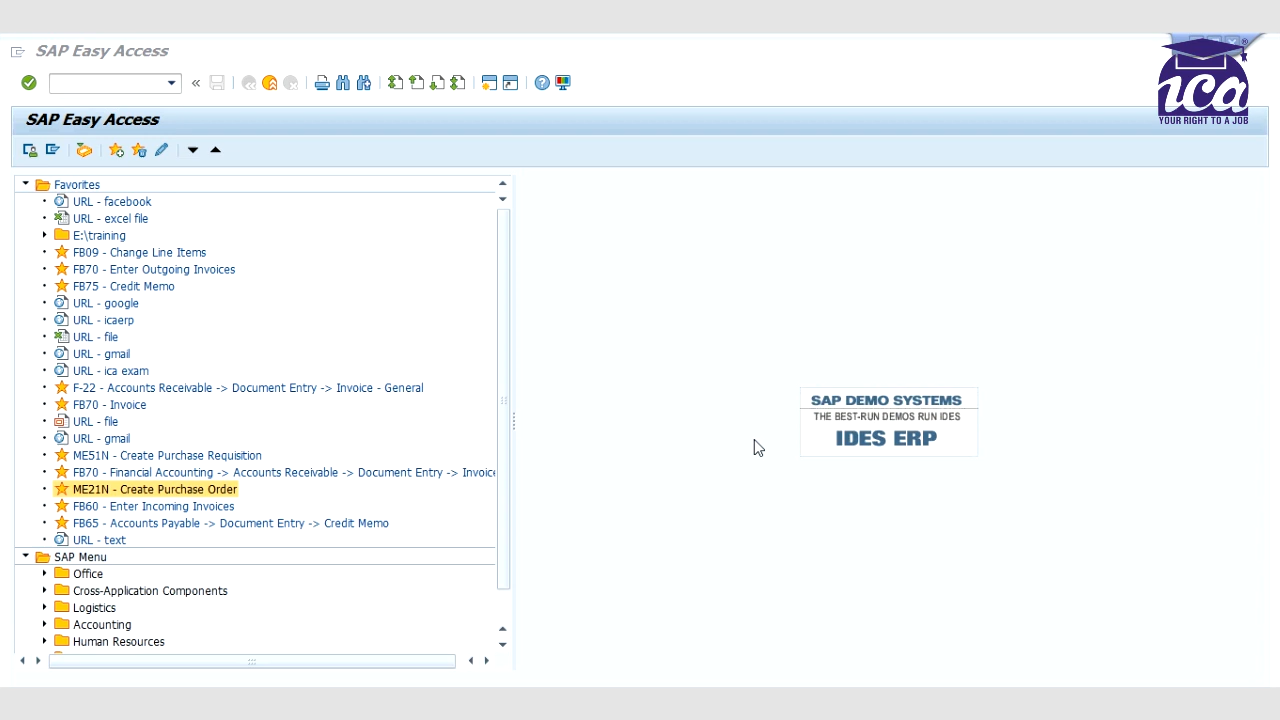 SAP Easy Access
ica
®
YOUR RIGHT TO A JOB
SAP Easy Access
Favorites
URL - facebook
URL - excel file
E:\training
FB09 - Change Line Items
FB70 - Enter Outgoing Invoices
FB75 - Credit Memo
URL - google
URL - icaerp
URL - file
URL - gmail
URL - ica exam
F-22 - Accounts Receivable -> Document Entry -> Invoice - General
FB70 - Invoice
URL - file
URL - gmail
ME51N - Create Purchase Requisition
FB70 - Financial Accounting -> Accounts Receivable -> Document Entry -> Invoice
ME21N - Create Purchase Order
FB60 - Enter Incoming Invoices
FB65 - Accounts Payable -> Document Entry -> Credit Memo
URL - text
SAP Menu
Office
Cross-Application Components
Logistics
Accounting
Human Resources
SAP DEMO SYSTEMS
THE BEST-RUN DEMOS RUN IDES
IDES ERP